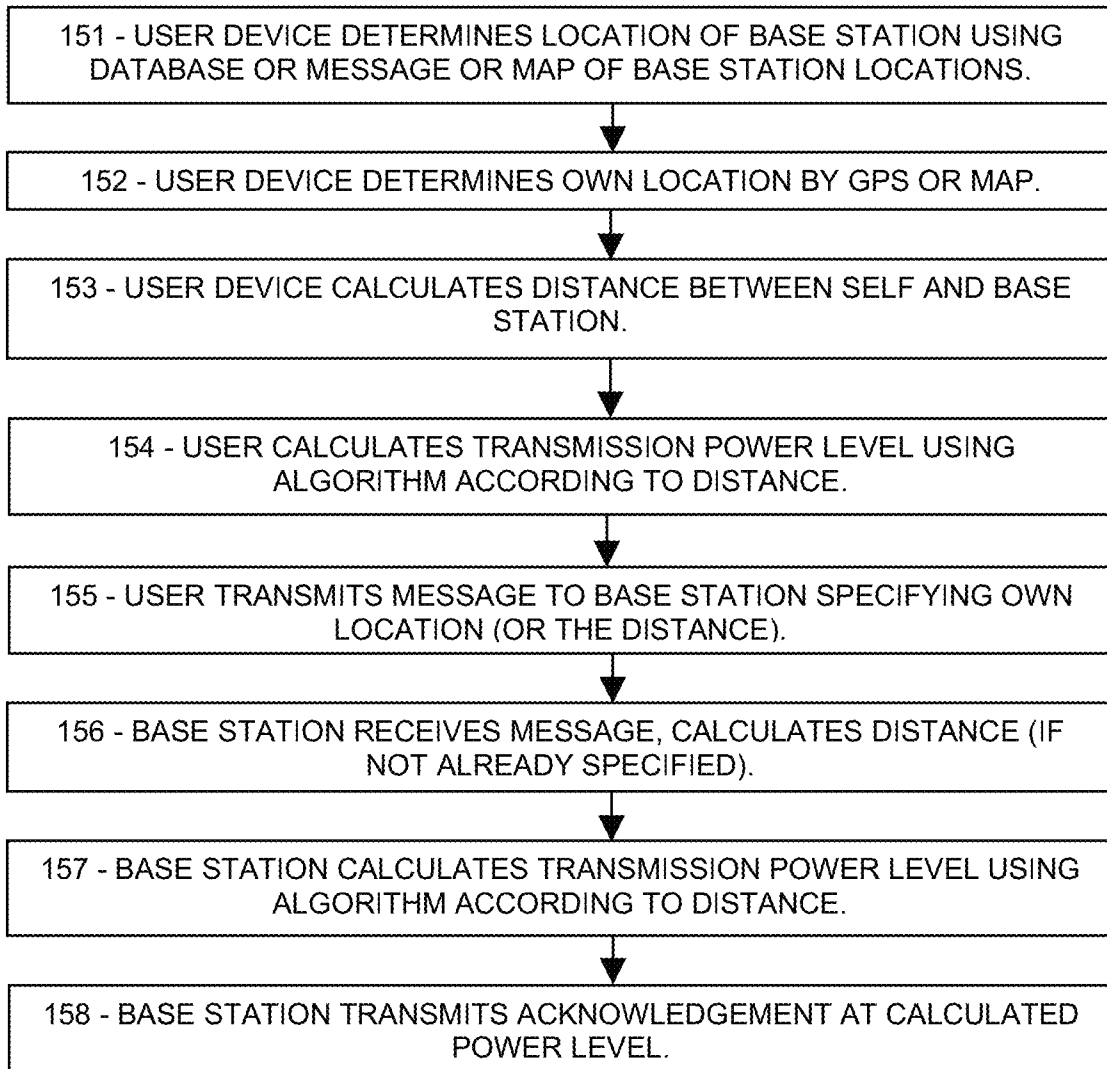 151 - USER DEVICE DETERMINES LOCATION OF BASE STATION USING
DATABASE OR MESSAGE OR MAP OF BASE STATION LOCATIONS.
152 - USER DEVICE DETERMINES OWN LOCATION BY GPS OR MAP.
153 - USER DEVICE CALCULATES DISTANCE BETWEEN SELF AND BASE
STATION.
154 - USER CALCULATES TRANSMISSION POWER LEVEL USING
ALGORITHM ACCORDING TO DISTANCE.
155 - USER TRANSMITS MESSAGE TO BASE STATION SPECIFYING OWN
LOCATION (OR THE DISTANCE).
156 - BASE STATION RECEIVES MESSAGE, CALCULATES DISTANCE (IF
NOT ALREADY SPECIFIED).
157 - BASE STATION CALCULATES TRANSMISSION POWER LEVEL USING
ALGORITHM ACCORDING TO DISTANCE.
158 - BASE STATION TRANSMITS ACKNOWLEDGEMENT AT CALCULATED
POWER LEVEL.